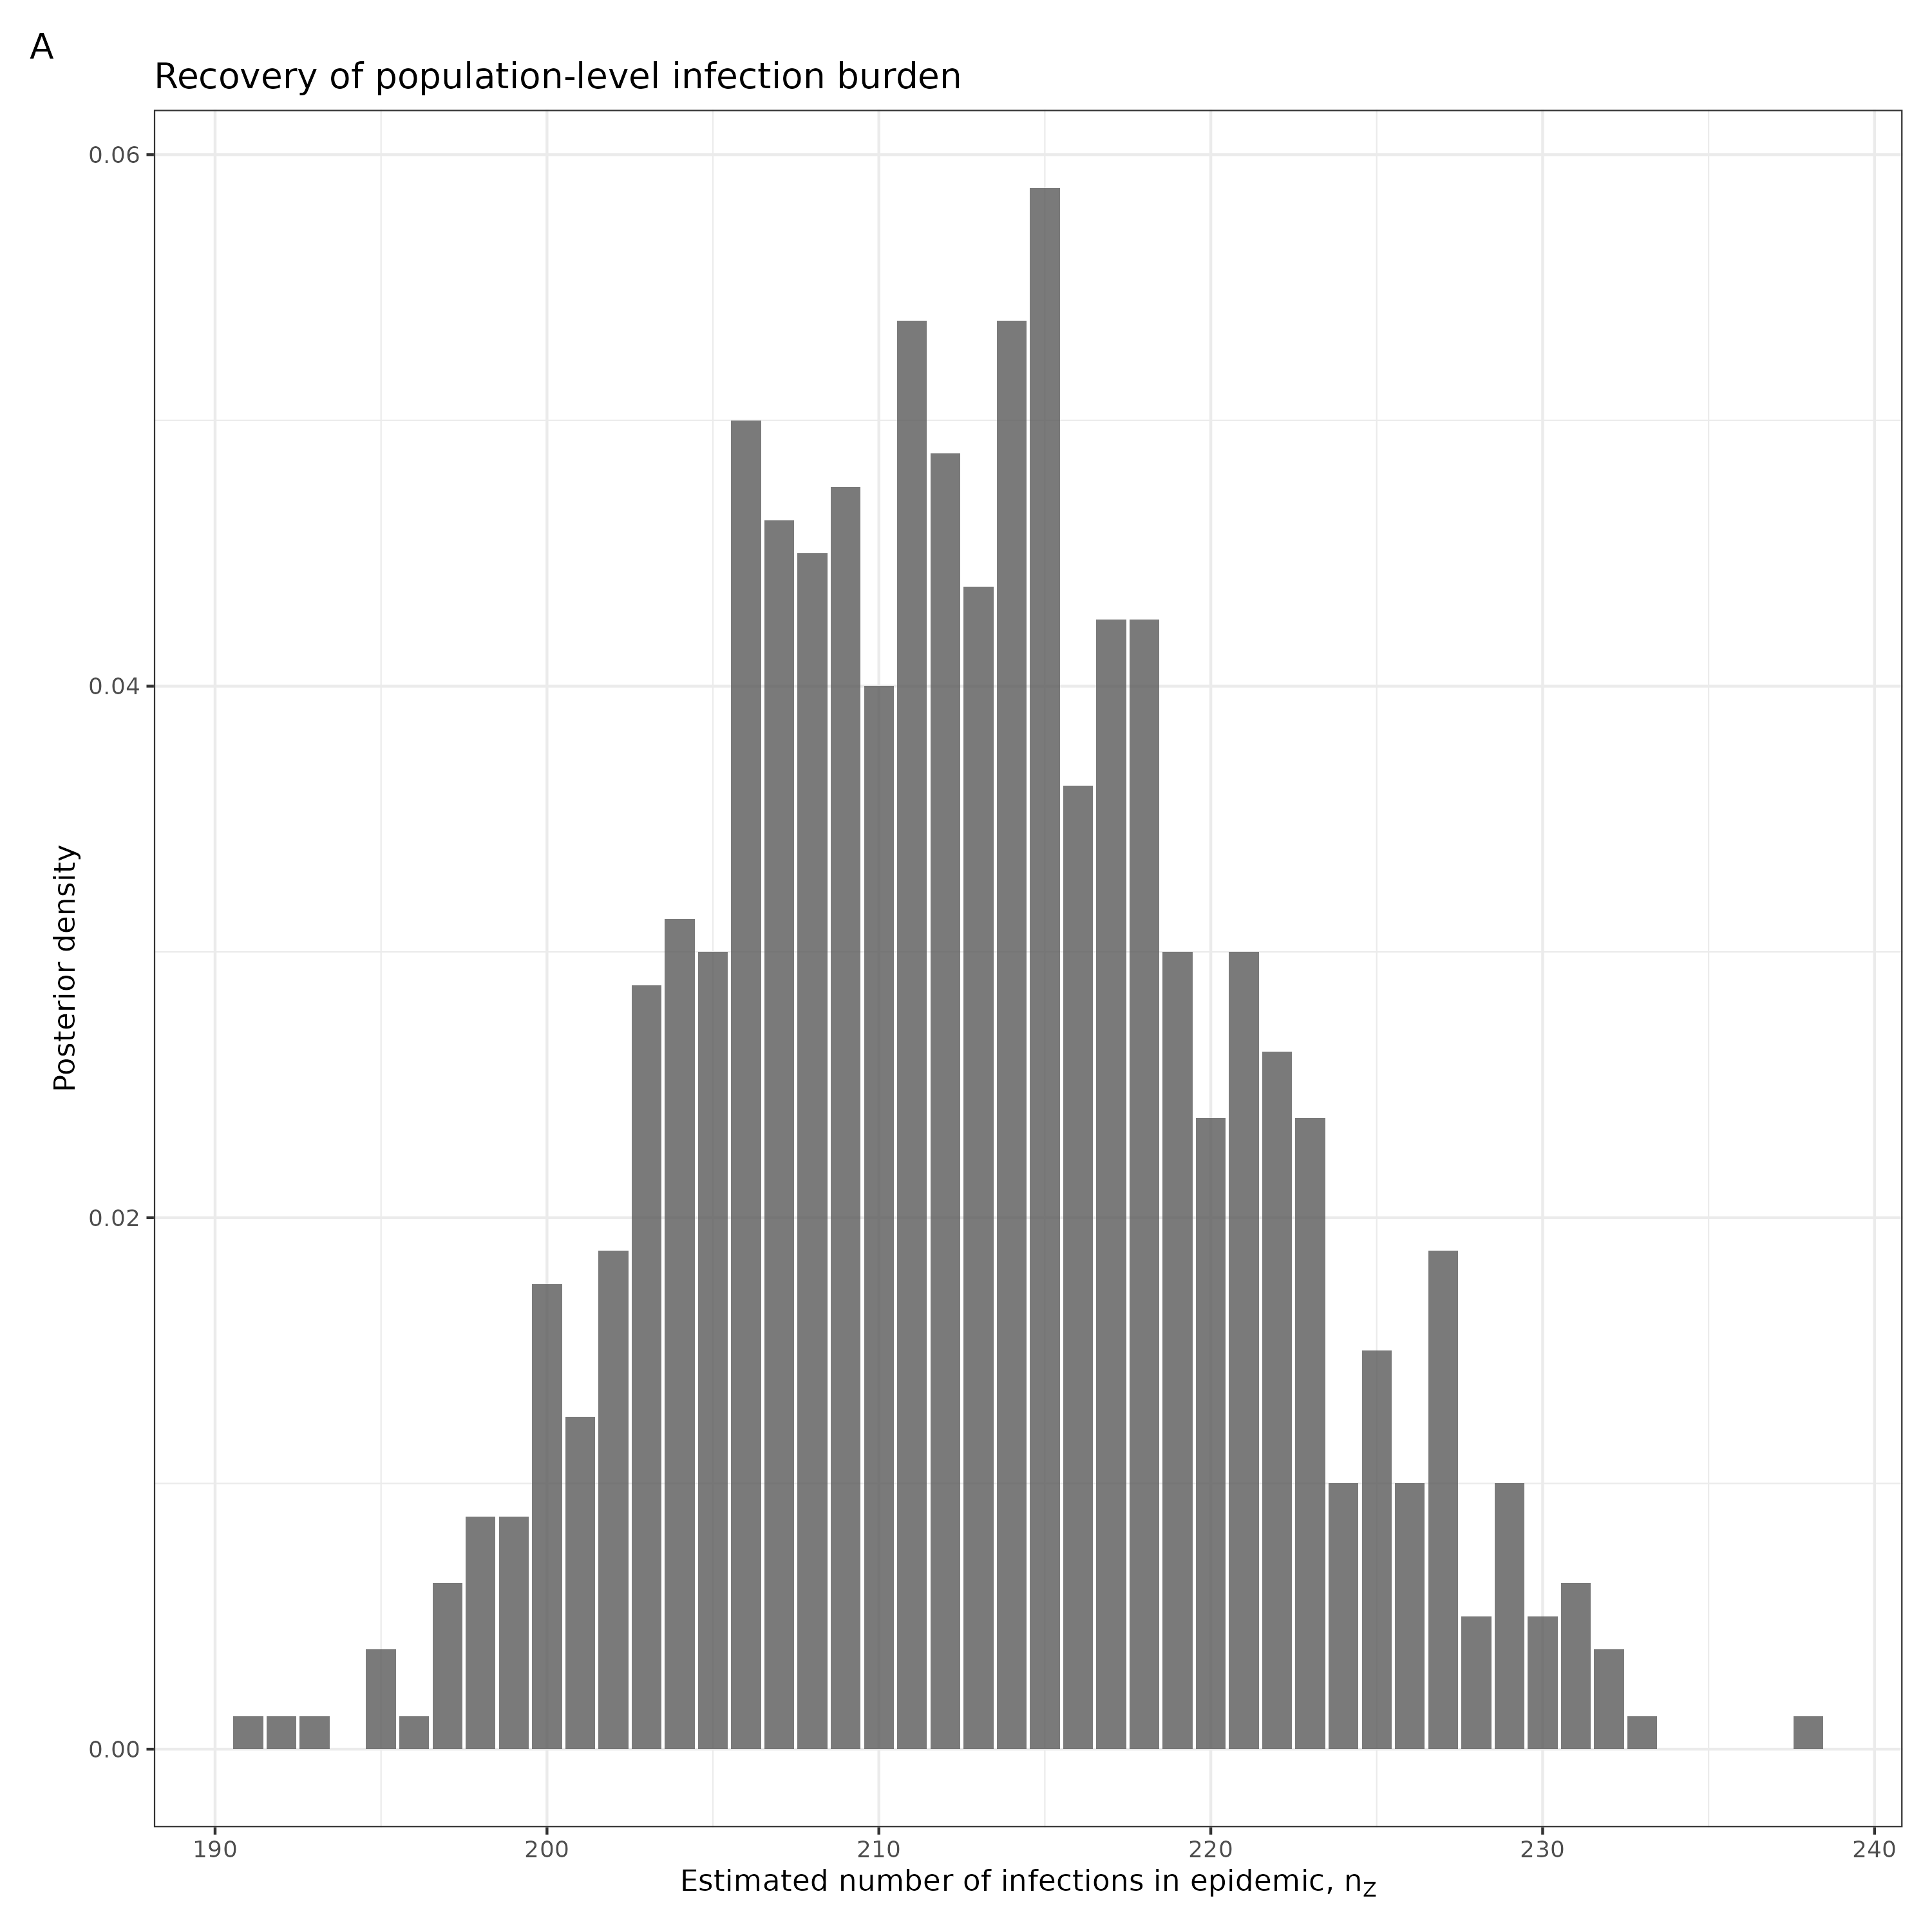 A
Recovery of population-level infection burden
0.06
0.04
0.02
0.00
Posterior density
190 200 210 220 230 240
Estimated number of infections in epidemic, nZ